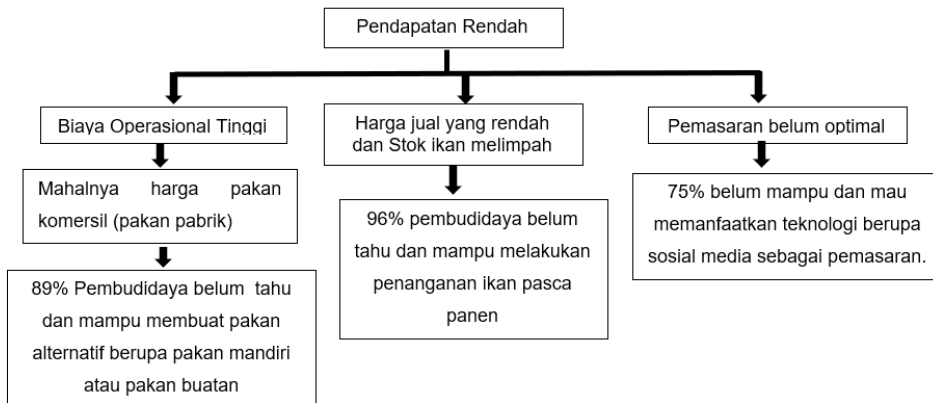 Pendapatan Rendah
Biaya Operasional Tinggi
Harga jual yang rendah
dan Stok ikan melimpah
Pemasaran belum optimal
Mahalnya harga pakan
komersil (pakan pabrik)
96% pembudidaya belum
tahu dan mampu melakukan
penanganan ikan pasca
panen
75% belum mampu dan mau
memanfaatkan teknologi berupa
sosial media sebagai pemasaran.
89% Pembudidaya belum tahu
dan mampu membuat pakan
alternatif berupa pakan mandiri
atau pakan buatan